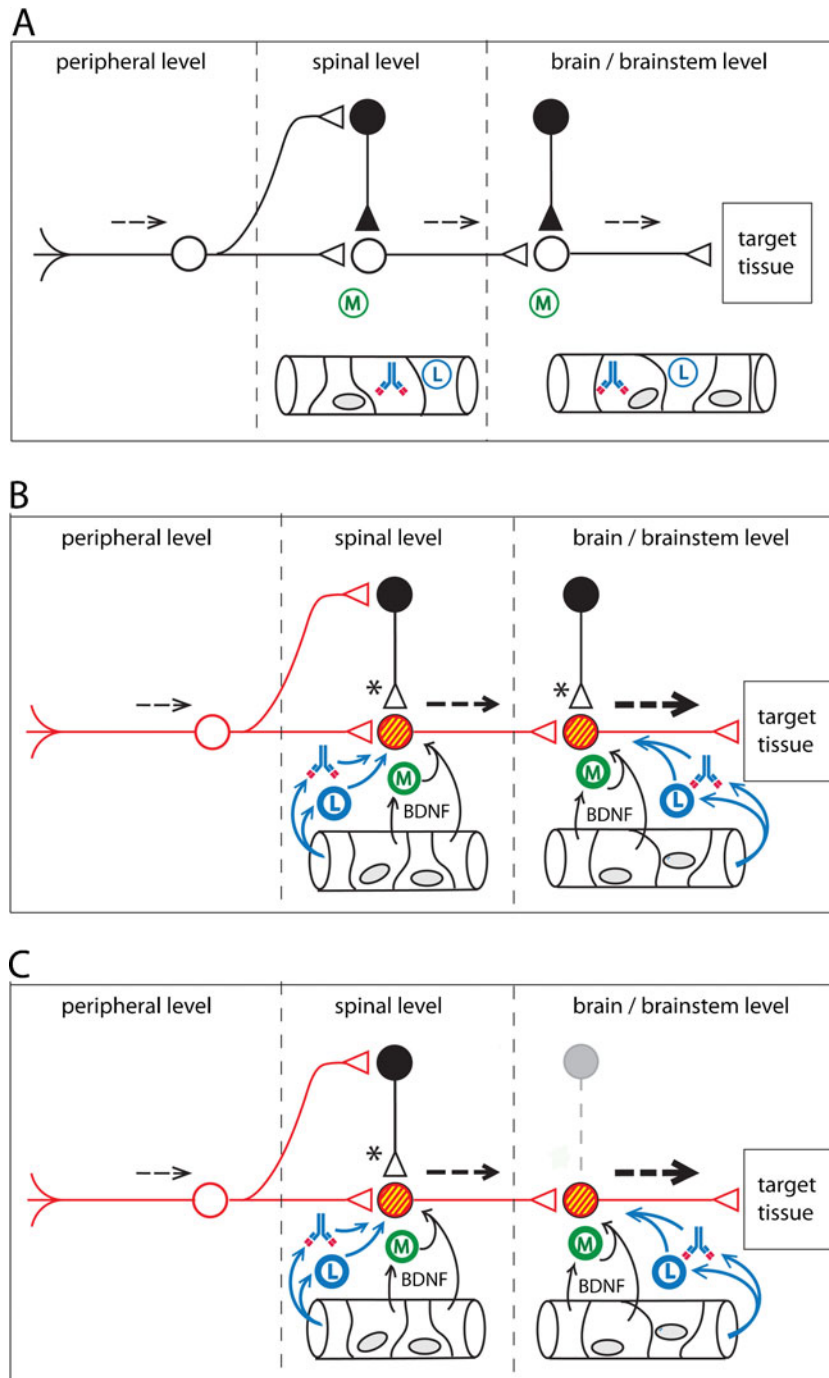 A
peripheral level
spinal level
brain / brainstem level
target
tissue
M
M
L
L
B
peripheral level
spinal level
brain / brainstem level
*
*
target
tissue
M
M
L
L
BDNF
BDNF
C
peripheral level
spinal level
brain / brainstem level
*
target
tissue
M
M
L
L
BDNF
BDNF